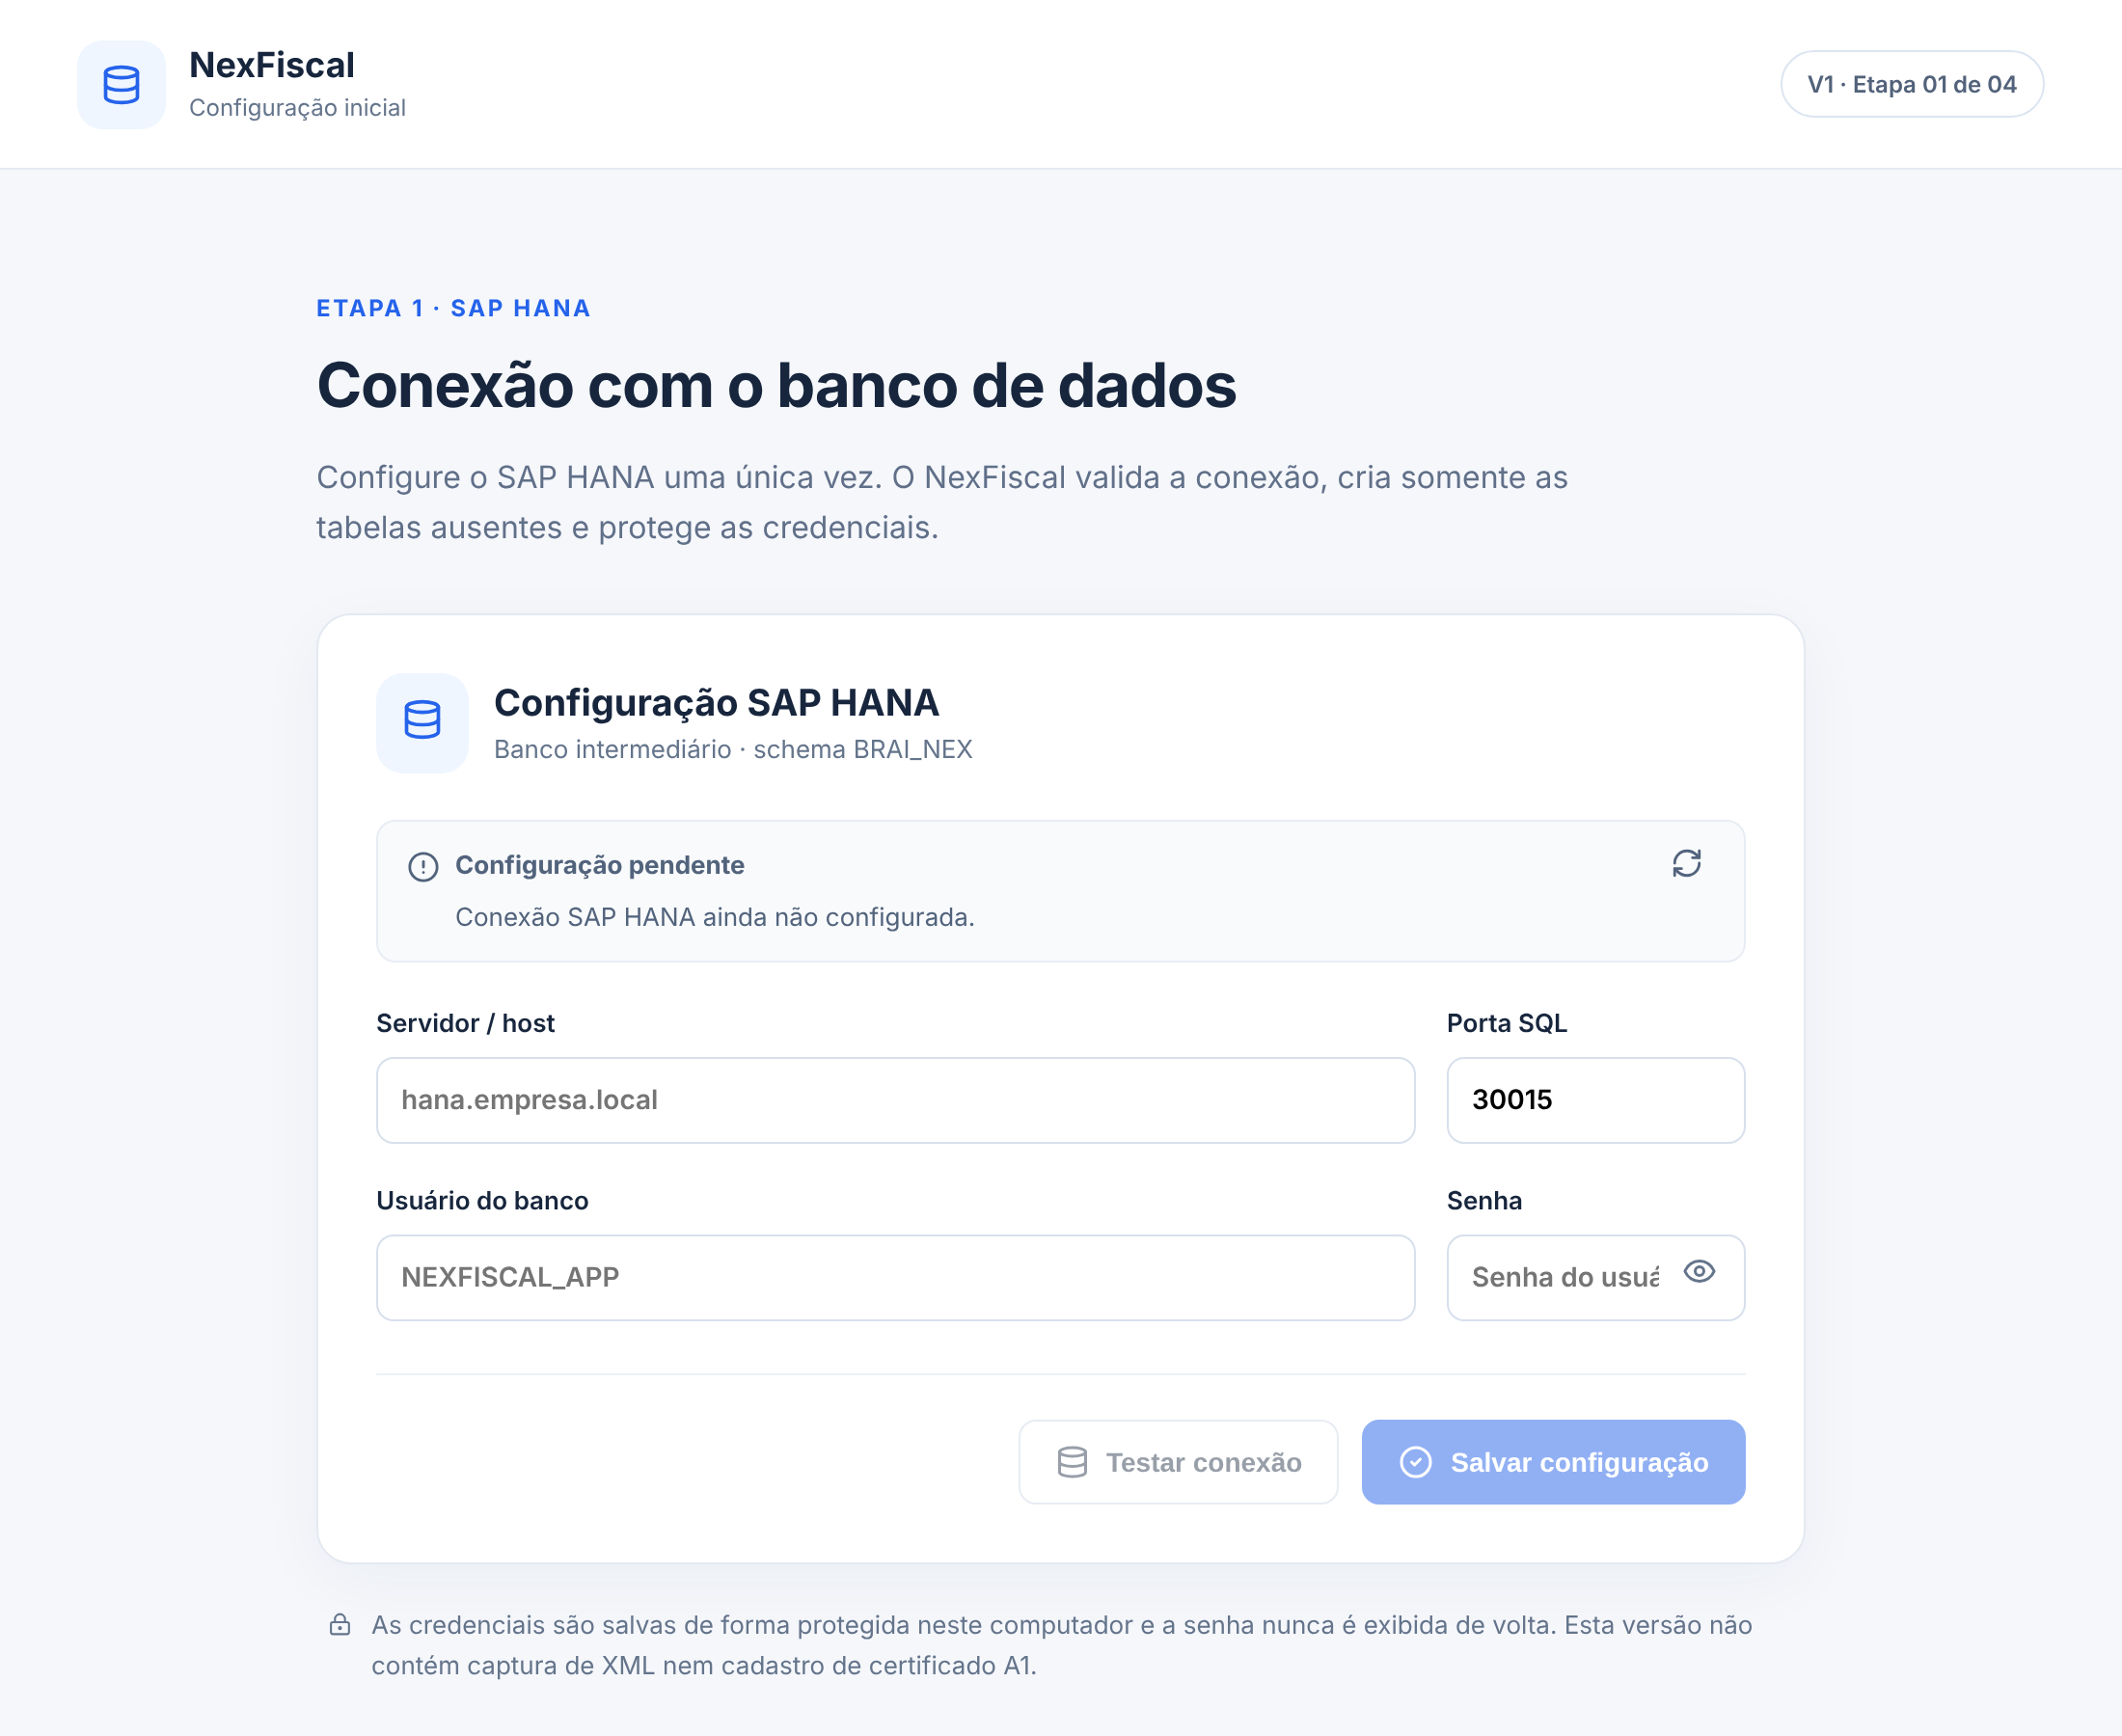 NexFiscal
Configuração inicial
V1 · Etapa 01 de 04
ETAPA 1 · SAP HANA
Conexão com o banco de dados
Configure o SAP HANA uma única vez. O NexFiscal valida a conexão, cria somente as
tabelas ausentes e protege as credenciais.
Configuração SAP HANA
Banco intermediário · schema BRAI_NEX
Configuração pendente
Conexão SAP HANA ainda não configurada.
Servidor / host
Porta SQL
hana.empresa.local
30015
Usuário do banco
Senha
NEXFISCAL_APP
Senha do usuá
Testar conexão
Salvar configuração
As credenciais são salvas de forma protegida neste computador e a senha nunca é exibida de volta. Esta versão não
contém captura de XML nem cadastro de certificado A1.